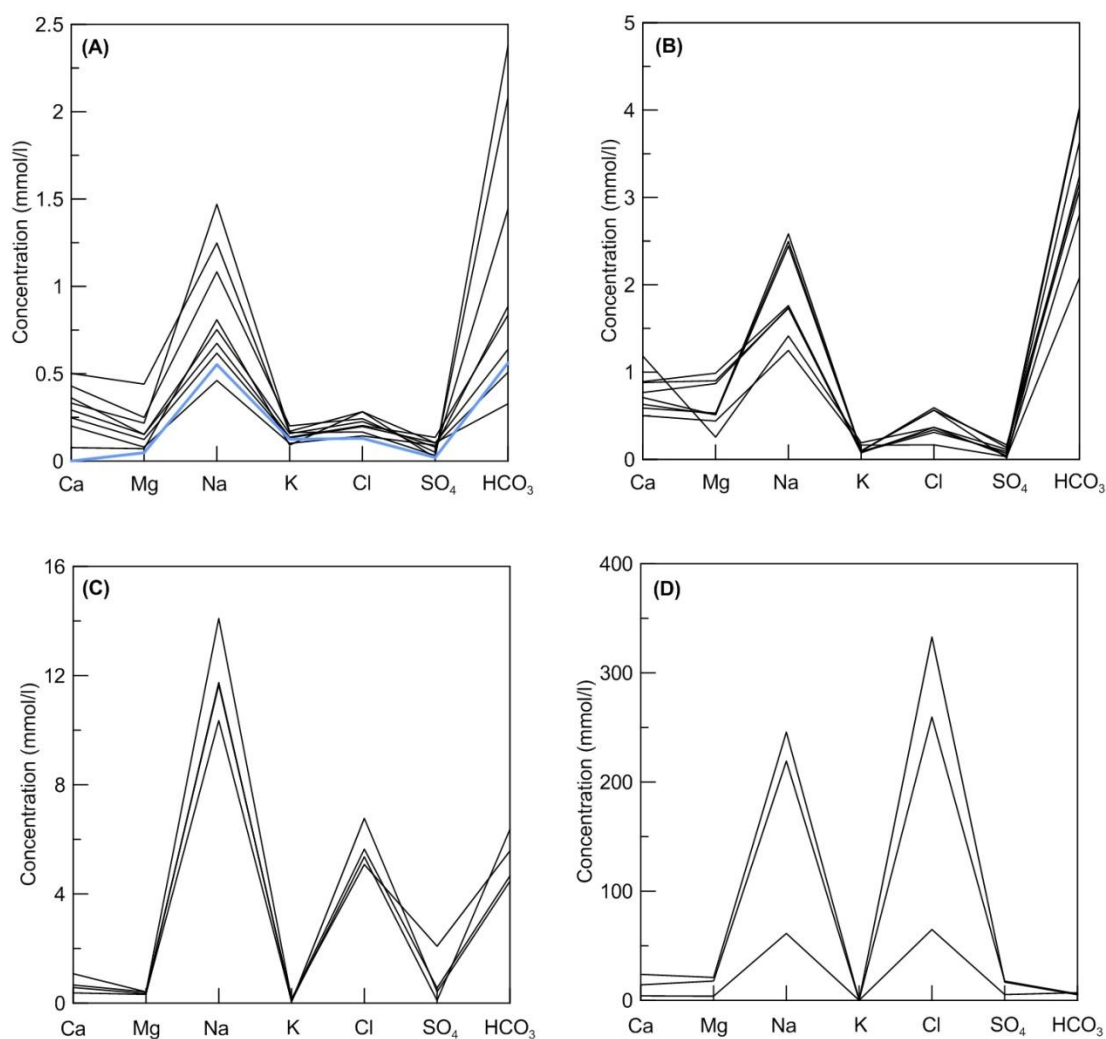 (A)
Concentration (mmol/l)
2.5
2
1.5
1
0.5
0
Ca Mg Na K Cl SO₄ HCO₃
(B)
Concentration (mmol/l)
5
4
3
2
1
0
Ca Mg Na K Cl SO₄ HCO₃
(C)
Concentration (mmol/l)
16
12
8
4
0
Ca Mg Na K Cl SO₄ HCO₃
(D)
Concentration (mmol/l)
400
300
200
100
0
Ca Mg Na K Cl SO₄ HCO₃